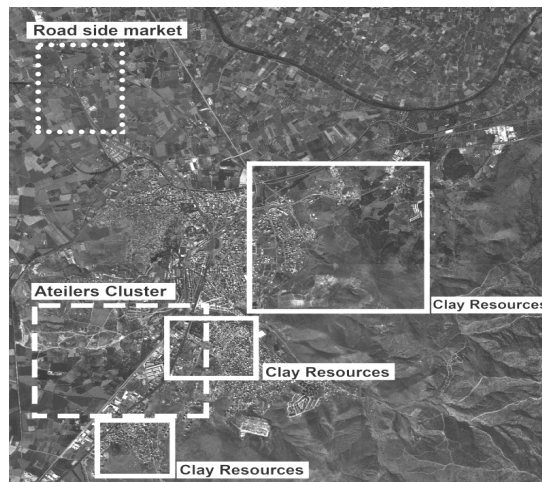 Road side market
Ateilers Cluster
Clay Resources
Clay Resources
Clay Resources